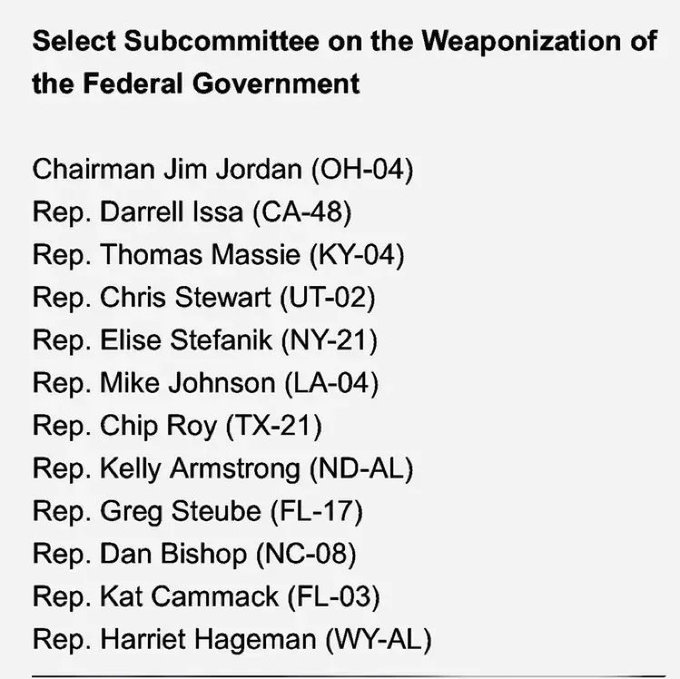 Select Subcommittee on the Weaponization of
the Federal Government
Chairman Jim Jordan (OH-04)
Rep. Darrell Issa (CA-48)
Rep. Thomas Massie (KY-04)
Rep. Chris Stewart (UT-02)
Rep. Elise Stefanik (NY-21)
Rep. Mike Johnson (LA-04)
Rep. Chip Roy (TX-21)
Rep. Kelly Armstrong (ND-AL)
Rep. Greg Steube (FL-17)
Rep. Dan Bishop (NC-08)
Rep. Kat Cammack (FL-03)
Rep. Harriet Hageman (WY-AL)